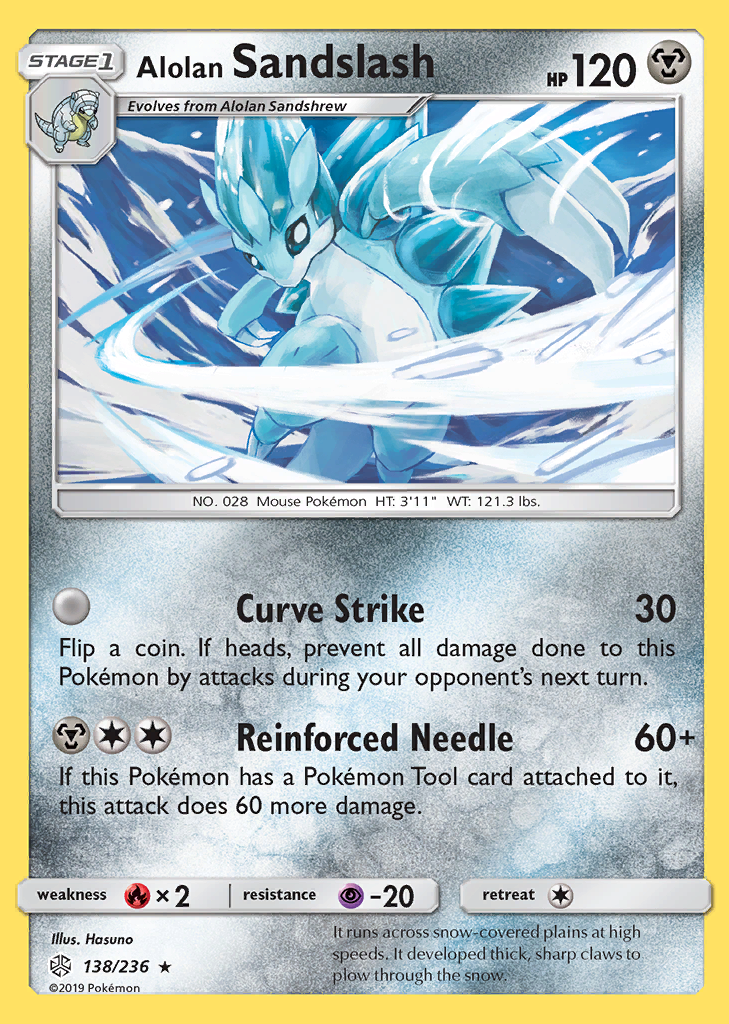 STAGE1
Alolan Sandslash
HP 120
Evolves from Alolan Sandshrew
NO. 028 Mouse Pokémon HT: 3'11" WT: 121.3 lbs.
Curve Strike 30
Flip a coin. If heads, prevent all damage done to this
Pokémon by attacks during your opponent's next turn.
Reinforced Needle 60+
If this Pokémon has a Pokémon Tool card attached to it,
this attack does 60 more damage.
weakness × 2 resistance -20 retreat
Illus. Hasuno
138/236 ★
©2019 Pokémon
It runs across snow-covered plains at high
speeds. It developed thick, sharp claws to
plow through the snow.